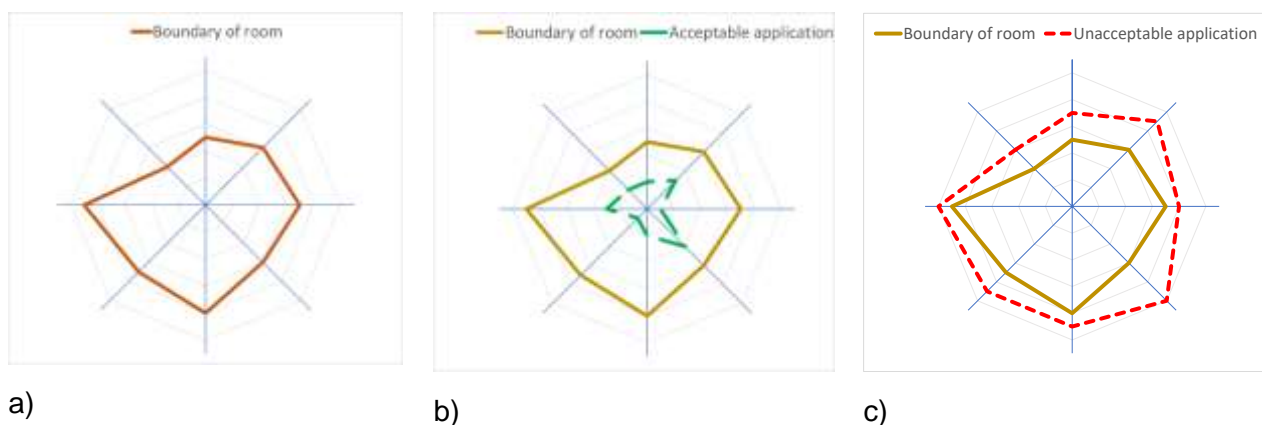 Boundary of room
Boundary of room Acceptable application
Boundary of room Unacceptable application
a)
b)
c)